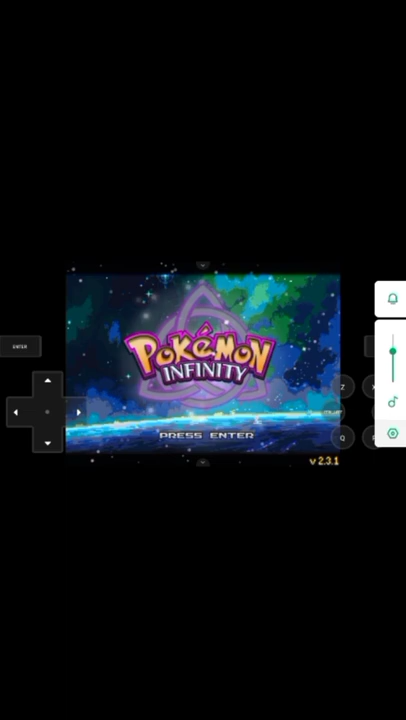 POKéMON
INFINITY
ENTER
Z
X
PRESS ENTER
Q
v 2.3.1